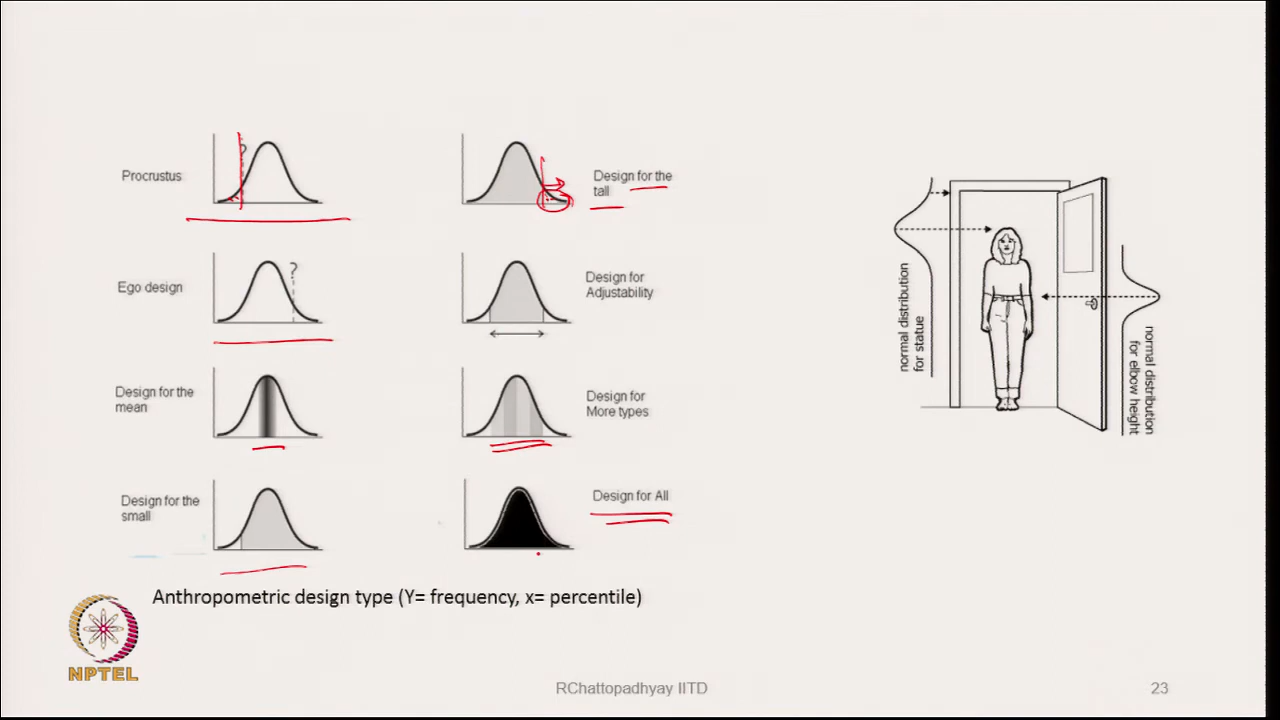 Procrustus
?
Ego design
?
Design for the
mean
Design for the
small
Design for the
tall
Design for
Adjustability
Design for
More types
Design for All
normal distribution
for statue
normal distribution
for elbow height
Anthropometric design type (Y= frequency, x= percentile)
NPTEL
RChattopadhyay IITD
23